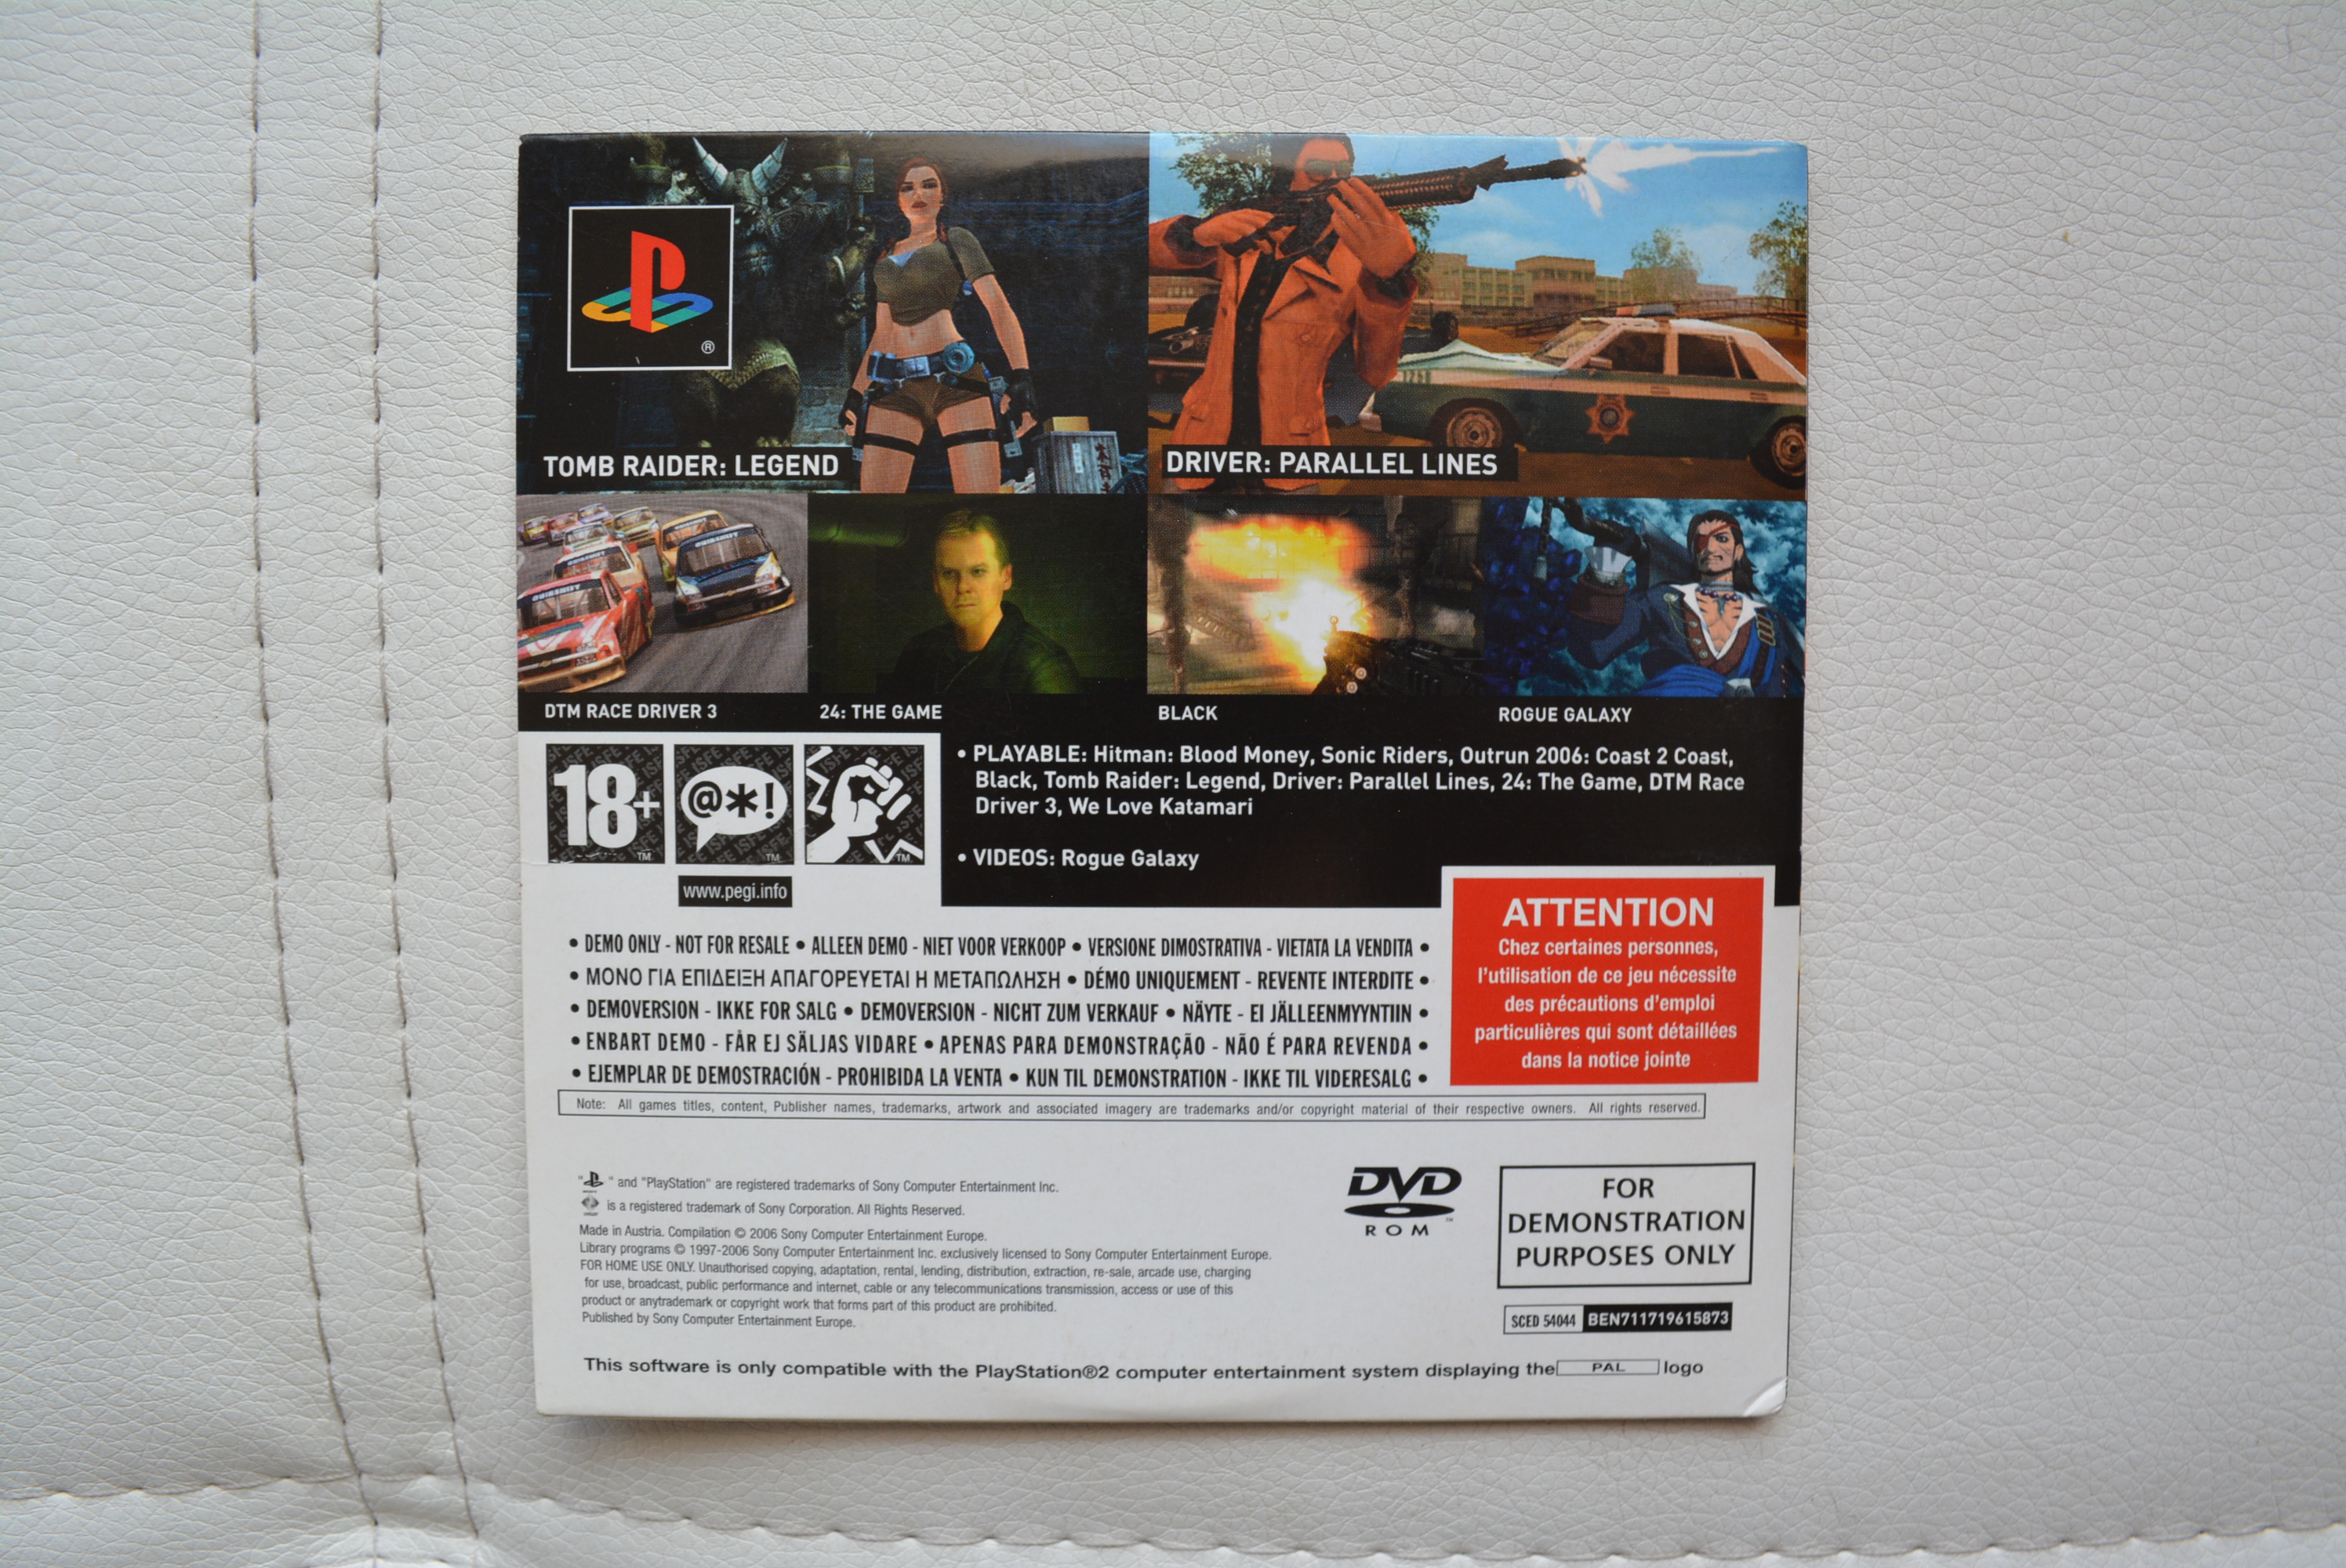 ®
TOMB RAIDER: LEGEND
DRIVER: PARALLEL LINES
DTM RACE DRIVER 3
24: THE GAME
BLACK
ROGUE GALAXY
18+
TM
@*!
TM
TM
www.pegi.info
• PLAYABLE: Hitman: Blood Money, Sonic Riders, Outrun 2006: Coast 2 Coast,
Black, Tomb Raider: Legend, Driver: Parallel Lines, 24: The Game, DTM Race
Driver 3, We Love Katamari
• VIDEOS: Rogue Galaxy
• DEMO ONLY - NOT FOR RESALE • ALLEEN DEMO - NIET VOOR VERKOOP • VERSIONE DIMOSTRATIVA - VIETATA LA VENDITA •
• ΜΟΝΟ ΓΙΑ ΕΠΙΔΕΙΞΗ ΑΠΑΓΟΡΕΥΕΤΑΙ Η ΜΕΤΑΠΩΛΗΣΗ • DÉMO UNIQUEMENT - REVENTE INTERDITE •
• DEMOVERSION - IKKE FOR SALG • DEMOVERSION - NICHT ZUM VERKAUF • NÄYTE - EI JÄLLEENMYYNTIIN •
• ENBART DEMO - FÅR EJ SÄLJAS VIDARE • APENAS PARA DEMONSTRAÇÃO - NÃO É PARA REVENDA •
• EJEMPLAR DE DEMOSTRACIÓN - PROHIBIDA LA VENTA • KUN TIL DEMONSTRATION - IKKE TIL VIDERESALG •
ATTENTION
Chez certaines personnes,
l'utilisation de ce jeu nécessite
des précautions d'emploi
particulières qui sont détaillées
dans la notice jointe
Note: All games titles, content, Publisher names, trademarks, artwork and associated imagery are trademarks and/or copyright material of their respective owners. All rights reserved.
" " and "PlayStation" are registered trademarks of Sony Computer Entertainment Inc.
is a registered trademark of Sony Corporation. All Rights Reserved.
Made in Austria. Compilation © 2006 Sony Computer Entertainment Europe.
Library programs © 1997-2006 Sony Computer Entertainment Inc. exclusively licensed to Sony Computer Entertainment Europe.
FOR HOME USE ONLY. Unauthorised copying, adaptation, rental, lending, distribution, extraction, re-sale, arcade use, charging
for use, broadcast, public performance and internet, cable or any telecommunications transmission, access or use of this
product or anytrademark or copyright work that forms part of this product are prohibited.
Published by Sony Computer Entertainment Europe.
DVD
ROM
TM
FOR
DEMONSTRATION
PURPOSES ONLY
SCED 54044 BEN711719615873
This software is only compatible with the PlayStation®2 computer entertainment system displaying the PAL logo